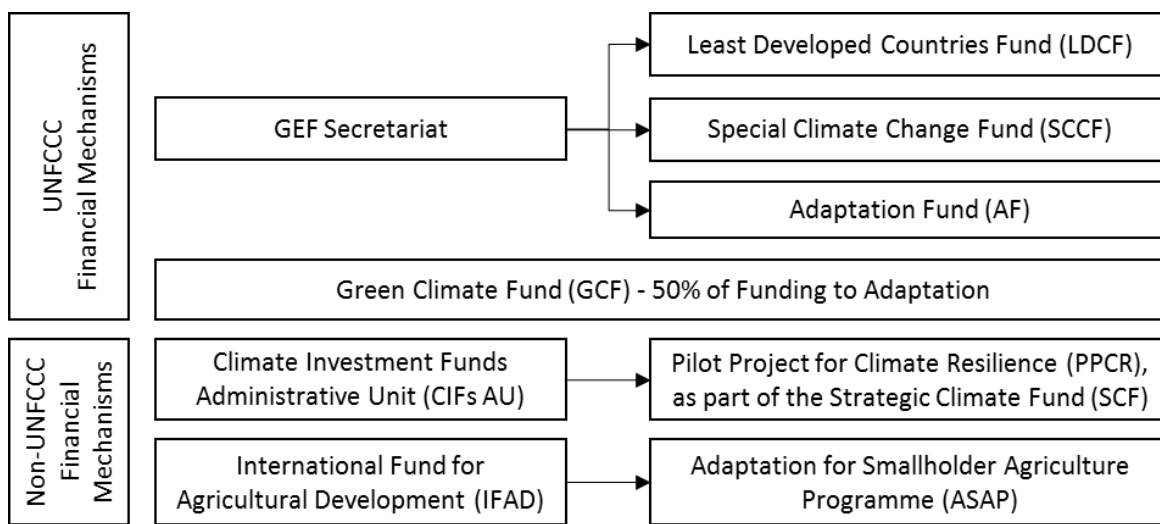 UNFCCC
Financial Mechanisms
GEF Secretariat
Least Developed Countries Fund (LDCF)
Special Climate Change Fund (SCCF)
Adaptation Fund (AF)
Green Climate Fund (GCF) - 50% of Funding to Adaptation
Non-UNFCCC
Financial
Mechanisms
Climate Investment Funds
Administrative Unit (CIFs AU)
Pilot Project for Climate Resilience (PPCR),
as part of the Strategic Climate Fund (SCF)
International Fund for
Agricultural Development (IFAD)
Adaptation for Smallholder Agriculture
Programme (ASAP)